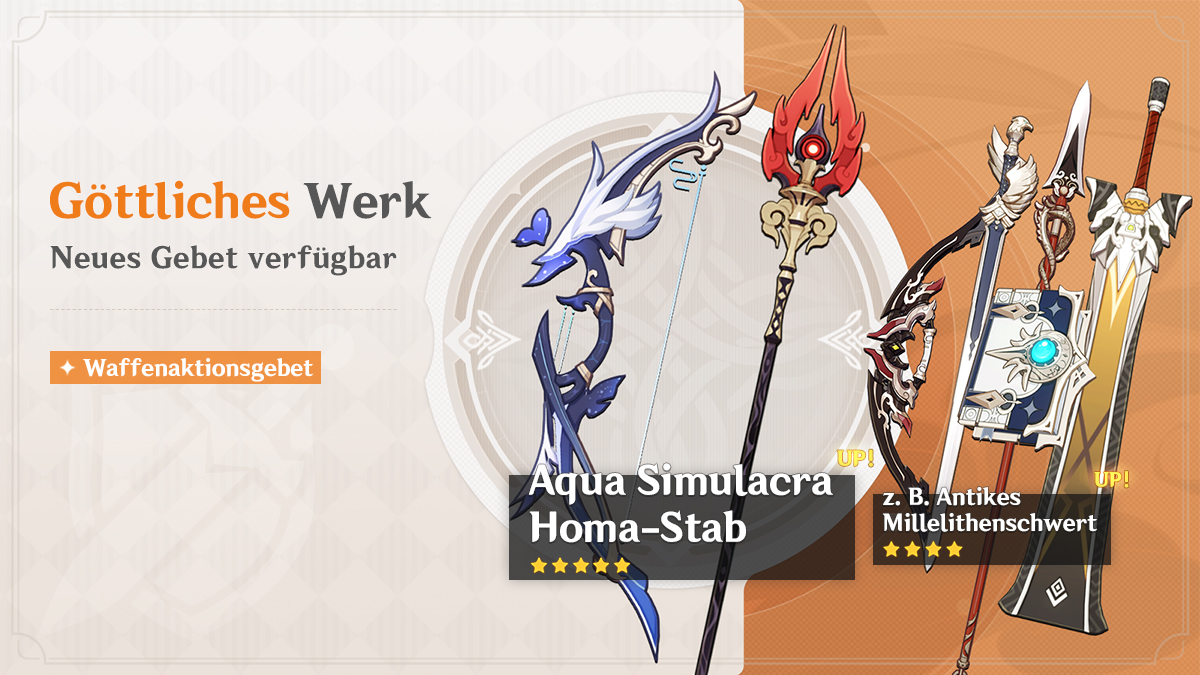 Göttliches Werk
Neues Gebet verfügbar
✦ Waffenaktionsgebet
UP!
Aqua Simulacra
Homa-Stab
UP!
z. B. Antikes
Millelithenschwert